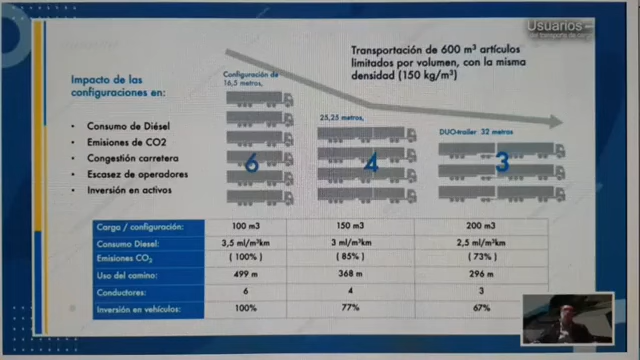 Usuarios
del transporte de carga
Transportación de 600 m³ artículos
limitados por volumen, con la misma
densidad (150 kg/m³)
Impacto de las
configuraciones en:
• Consumo de Diésel
• Emisiones de CO2
• Congestión carretera
• Escasez de operadores
• Inversión en activos
Configuración de
16,5 metros,
6
25,25 metros,
4
DUO-trailer 32 metros
3
Carga / configuración: 100 m3 150 m3 200 m3
Consumo Diesel: 3,5 ml/m³km 3 ml/m³km 2,5 ml/m³km
Emisiones CO₂ ( 100%) ( 85%) ( 73%)
Uso del camino: 499 m 368 m 296 m
Conductores: 6 4 3
Inversión en vehículos: 100% 77% 67%